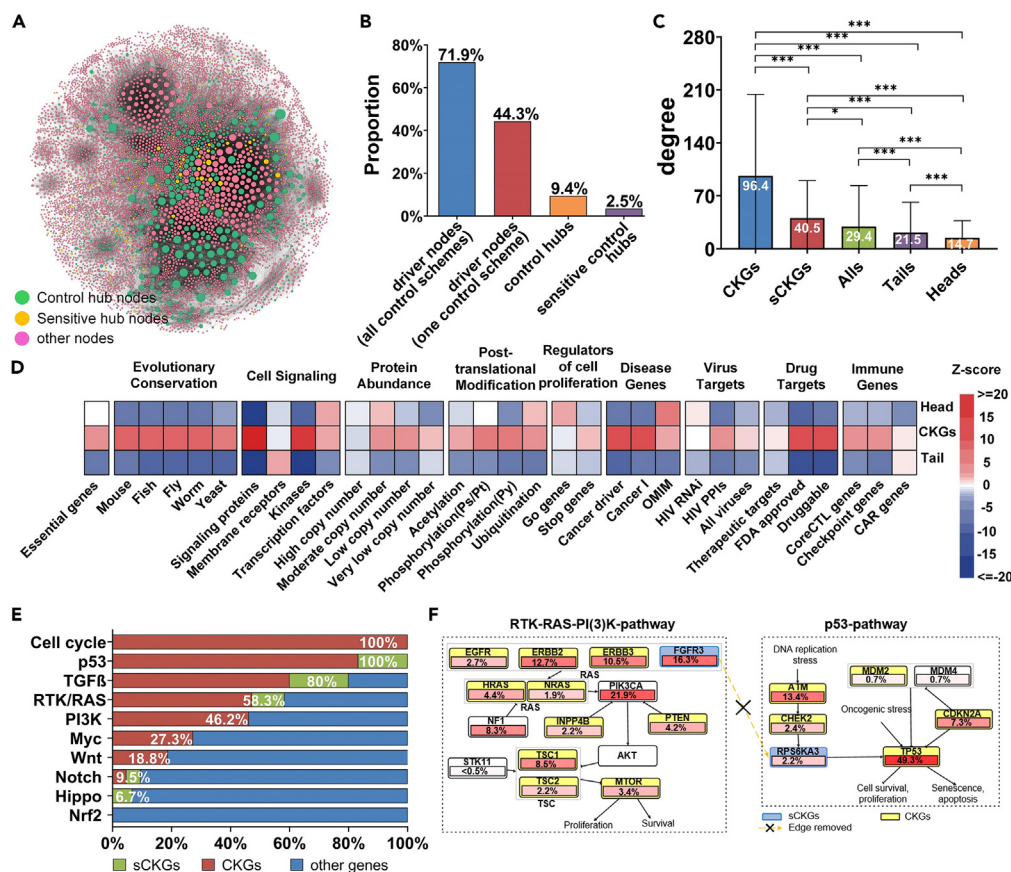 A
Control hub nodes
Sensitive hub nodes
other nodes
B
Proportion
80%
60%
40%
20%
0%
71.9%
44.3%
9.4%
2.5%
driver nodes
(all control schemes)
driver nodes
(one control scheme)
control hubs
sensitive control
hubs
C
degree
280
210
140
70
0
***
***
***
***
***
*
***
***
***
96.4
40.5
29.4
21.5
14.7
CKGs
sCKGs
Alls
Tails
Heads
D
Evolutionary
Conservation
Cell Signaling
Protein
Abundance
Post-
translational
Modification
Regulators
of cell
proliferation
Disease
Genes
Virus
Targets
Drug
Targets
Immune
Genes
Z-score
Head
CKGs
Tail
>=20
15
10
5
0
-5
-10
-15
<=-20
Essential genes
Mouse
Fish
Fly
Worm
Yeast
Signaling proteins
Membrane receptors
Kinases
Transcription factors
High copy number
Moderate copy number
Low copy number
Very low copy number
Acetylation
Phosphorylation(Ps/Pt)
Phosphorylation(Py)
Ubiquitination
Go genes
Stop genes
Cancer driver
Cancer I
OMIM
HIV RNAi
HIV PPIs
All viruses
Therapeutic targets
FDA approved
Druggable
CoreCTL genes
Checkpoint genes
CAR genes
E
Cell cycle
100%
p53
100%
TGFß
80%
RTK/RAS
58.3%
PI3K
46.2%
Myc
27.3%
Wnt
18.8%
Notch
9.5%
Hippo
6.7%
Nrf2
0%
20%
40%
60%
80%
100%
sCKGs
CKGs
other genes
F
RTK-RAS-PI(3)K-pathway
EGFR
2.7%
ERBB2
12.7%
ERBB3
10.5%
FGFR3
16.3%
RAS
HRAS
4.4%
NRAS
1.9%
PIK3CA
21.9%
RAS
NF1
8.3%
INPP4B
2.2%
PTEN
4.2%
STK11
<0.5%
TSC1
8.5%
AKT
TSC2
2.2%
TSC
MTOR
3.4%
Proliferation
Survival
p53-pathway
DNA replication
stress
ATM
13.4%
CHEK2
2.4%
RPS6KA3
2.2%
MDM2
0.7%
MDM4
0.7%
Oncogenic stress
CDKN2A
7.3%
TP53
49.3%
Cell survival,
proliferation
Senescence,
apoptosis
sCKGs
CKGs
Edge removed